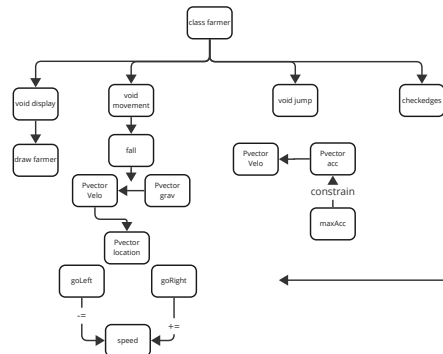 class farmer
void display
void
movement
void jump
checkedges
draw farmer
fall
Pvector
Velo
Pvector
acc
Pvector
Velo
Pvector
grav
constrain
maxAcc
Pvector
location
goLeft
goRight
-=
+=
speed